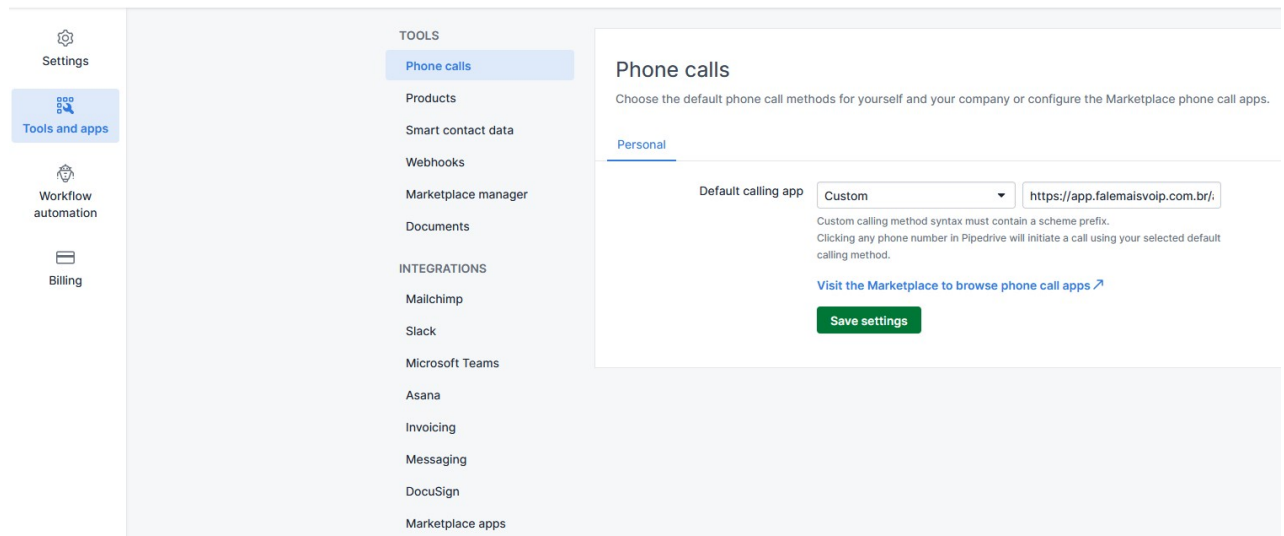 Settings
Tools and apps
Workflow
automation
Billing
TOOLS
Phone calls
Products
Smart contact data
Webhooks
Marketplace manager
Documents
INTEGRATIONS
Mailchimp
Slack
Microsoft Teams
Asana
Invoicing
Messaging
DocuSign
Marketplace apps
Phone calls
Choose the default phone call methods for yourself and your company or configure the Marketplace phone call apps.
Personal
Default calling app
Custom
https://app.falemaisvoip.com.br/
Custom calling method syntax must contain a scheme prefix.
Clicking any phone number in Pipedrive will initiate a call using your selected default
calling method.
Visit the Marketplace to browse phone call apps
Save settings